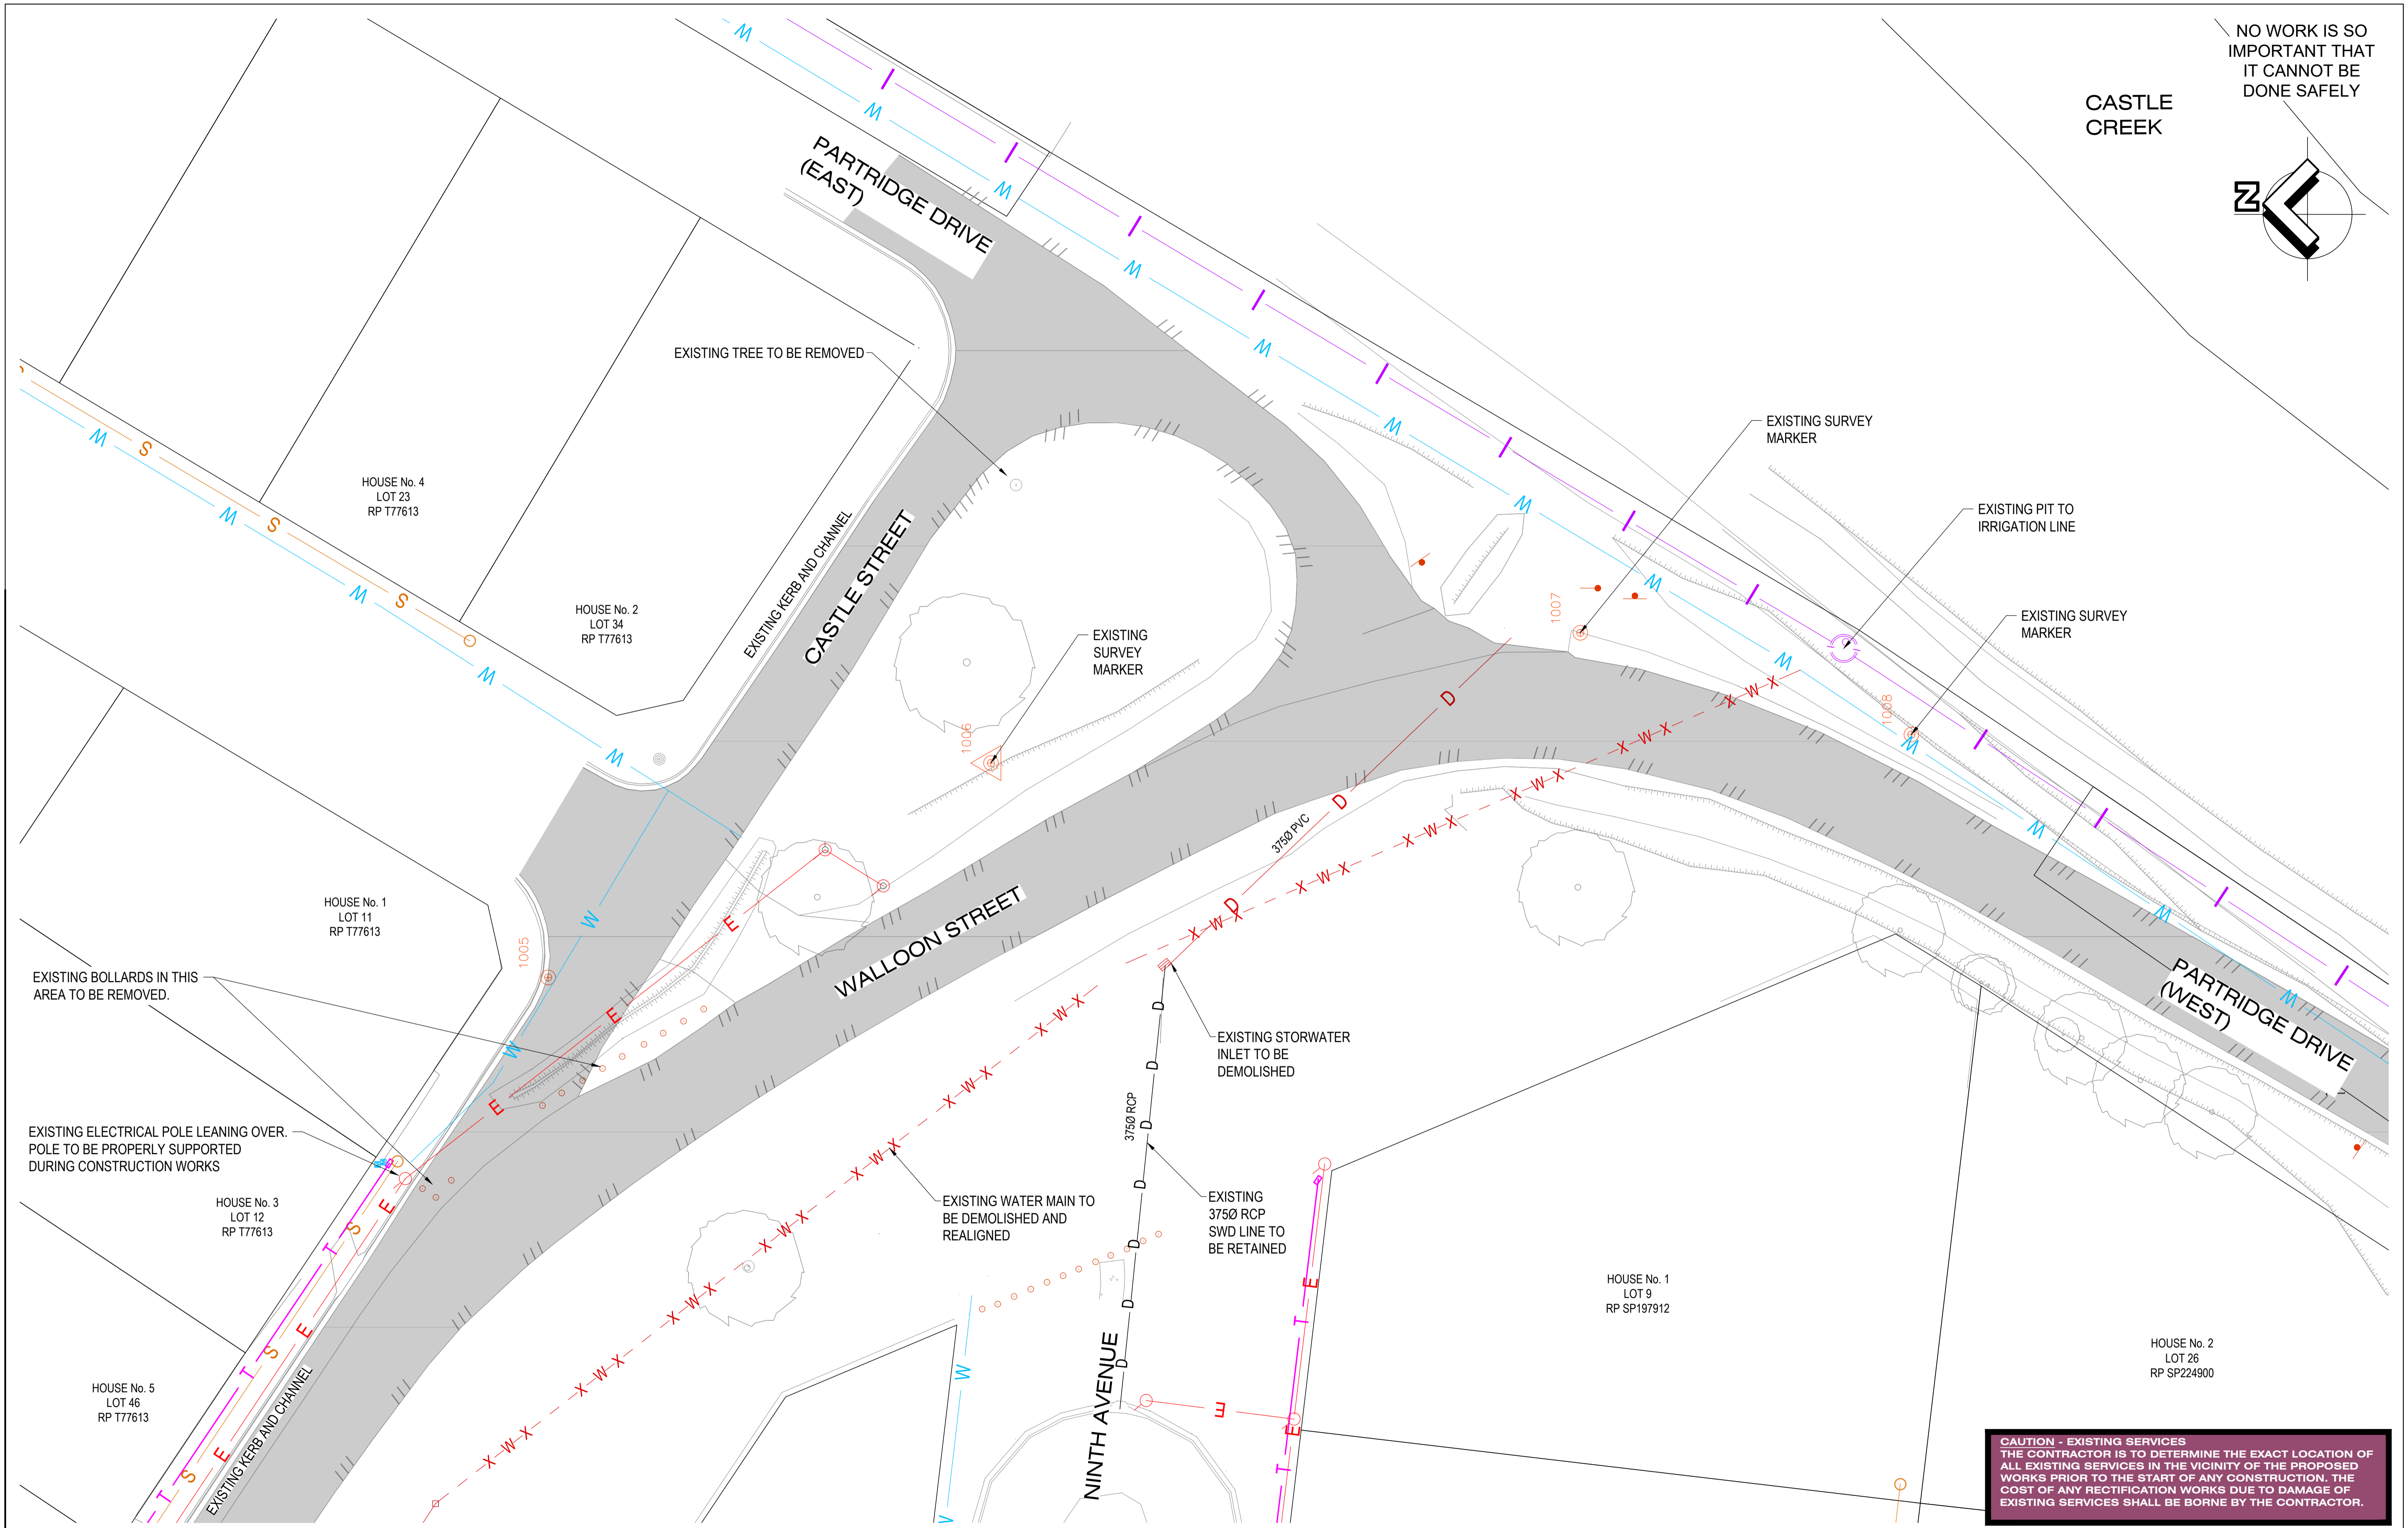 NO WORK IS SO
IMPORTANT THAT
IT CANNOT BE
DONE SAFELY
CASTLE
CREEK
N
PARTRIDGE DRIVE
(EAST)
EXISTING TREE TO BE REMOVED
EXISTING SURVEY
MARKER
HOUSE No. 4
LOT 23
RP T77613
EXISTING PIT TO
IRRIGATION LINE
EXISTING KERB AND CHANNEL
CASTLE STREET
HOUSE No. 2
LOT 34
RP T77613
1007
EXISTING SURVEY
MARKER
EXISTING
SURVEY
MARKER
1006
1008
375Ø PVC
HOUSE No. 1
LOT 11
RP T77613
WALLOON STREET
1005
EXISTING BOLLARDS IN THIS
AREA TO BE REMOVED.
PARTRIDGE DRIVE
(WEST)
EXISTING STORWATER
INLET TO BE
DEMOLISHED
375Ø RCP
EXISTING ELECTRICAL POLE LEANING OVER.
POLE TO BE PROPERLY SUPPORTED
DURING CONSTRUCTION WORKS
HOUSE No. 3
LOT 12
RP T77613
EXISTING WATER MAIN TO
BE DEMOLISHED AND
REALIGNED
EXISTING
375Ø RCP
SWD LINE TO
BE RETAINED
HOUSE No. 1
LOT 9
RP SP197912
HOUSE No. 2
LOT 26
RP SP224900
HOUSE No. 5
LOT 46
RP T77613
EXISTING KERB AND CHANNEL
NINTH AVENUE
CAUTION - EXISTING SERVICES
THE CONTRACTOR IS TO DETERMINE THE EXACT LOCATION OF
ALL EXISTING SERVICES IN THE VICINITY OF THE PROPOSED
WORKS PRIOR TO THE START OF ANY CONSTRUCTION. THE
COST OF ANY RECTIFICATION WORKS DUE TO DAMAGE OF
EXISTING SERVICES SHALL BE BORNE BY THE CONTRACTOR.